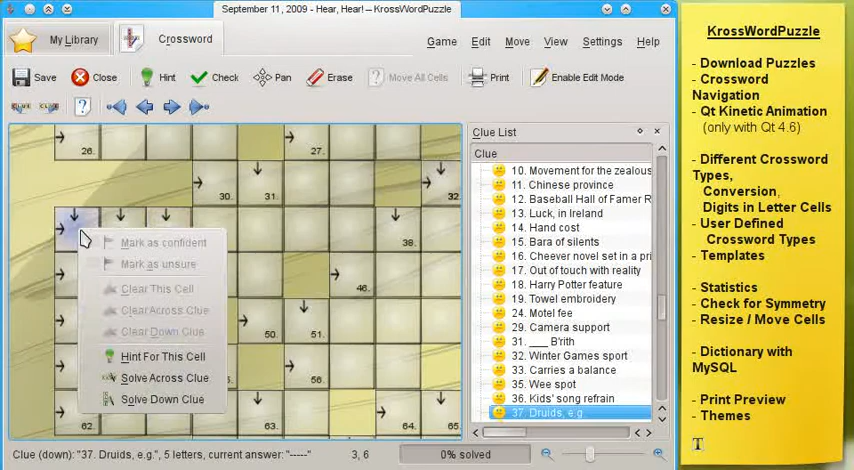 September 11, 2009 - Hear, Hear! – KrossWordPuzzle
My Library
Crossword
Game Edit Move View Settings Help
Save Close Hint Check Pan Erase Move All Cells Print Enable Edit Mode
26. 27.
30. 31. 32.
38.
46.
50. 51.
56.
62. 63. 64. 65.
Mark as confident
Mark as unsure
Clear This Cell
Clear Across Clue
Clear Down Clue
Hint For This Cell
Solve Across Clue
Solve Down Clue
Clue List
Clue
10. Movement for the zealous
11. Chinese province
12. Baseball Hall of Famer R
13. Luck, in Ireland
14. Hand cost
15. Bara of silents
16. Cheever novel set in a pri
17. Out of touch with reality
18. Harry Potter feature
19. Towel embroidery
24. Motel fee
29. Camera support
31. ___ B'rith
32. Winter Games sport
33. Carries a balance
35. Wee spot
36. Kids' song refrain
37. Druids, e.g.
Clue (down): "37. Druids, e.g.", 5 letters, current answer: "-----"
3, 6
0% solved
KrossWordPuzzle
- Download Puzzles
- Crossword
Navigation
- Qt Kinetic Animation
(only with Qt 4.6)
- Different Crossword
Types,
Conversion,
Digits in Letter Cells
- User Defined
Crossword Types
- Templates
- Statistics
- Check for Symmetry
- Resize / Move Cells
- Dictionary with
MySQL
- Print Preview
- Themes